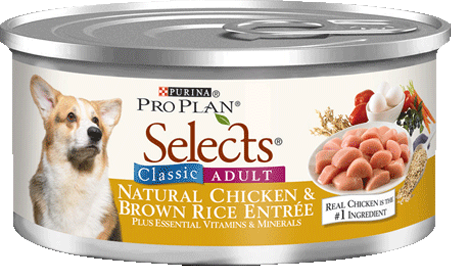 PURINA
PRO PLAN®
Selects®
Classic ADULT
NATURAL CHICKEN &
BROWN RICE ENTRÉE
PLUS ESSENTIAL VITAMINS & MINERALS
REAL CHICKEN IS THE
#1 INGREDIENT